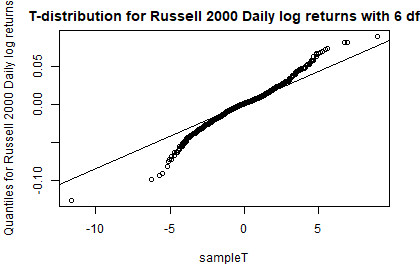 T-distribution for Russell 2000 Daily log returns with 6 df
Quantiles for Russell 2000 Daily log returns
0.05
0.00
-0.10
-10
-5
0
5
sampleT